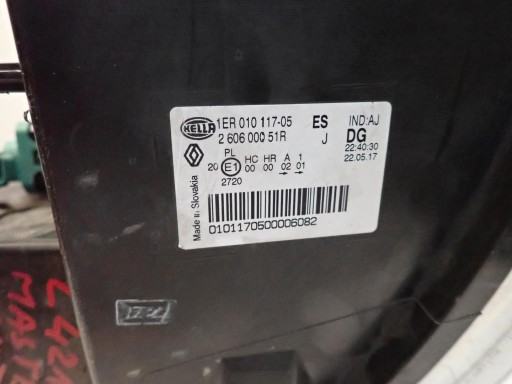 HELLA 1ER 010 117-05 ES IND:AJ
2 606 000 51R J DG
22:40:30
22.05.17
PL HC HR A 1
20 E1 00 00 02 01
2720
Made in Slovakia
0101170500006082
L42
MASTE